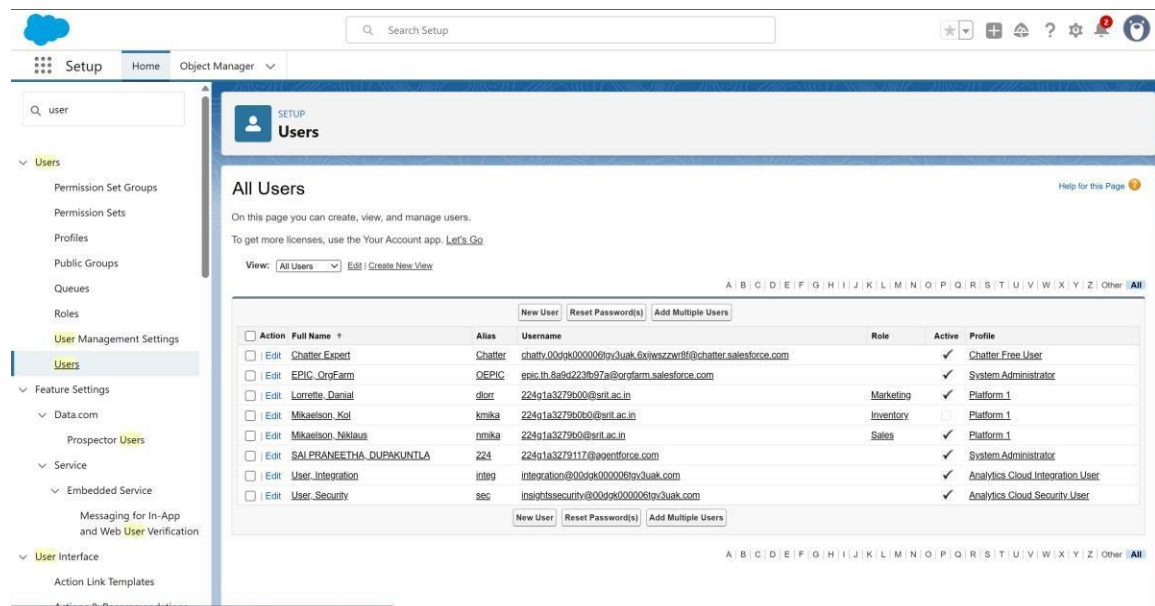 Search Setup
2
Setup Home Object Manager
user
Users
Permission Set Groups
Permission Sets
Profiles
Public Groups
Queues
Roles
User Management Settings
Users
Feature Settings
Data.com
Prospector Users
Service
Embedded Service
Messaging for In-App
and Web User Verification
User Interface
Action Link Templates
SETUP
Users
All Users
Help for this Page
On this page you can create, view, and manage users.
To get more licenses, use the Your Account app. Let's Go
View: All Users Edit | Create New View
A | B | C | D | E | F | G | H | I | J | K | L | M | N | O | P | Q | R | S | T | U | V | W | X | Y | Z | Other All
New User Reset Password(s) Add Multiple Users
Action Full Name ↑ Alias Username Role Active Profile
Edit Chatter Expert Chatter chatty.00dgk000006tgv3uak.6xjwszzwr8f@chatter.salesforce.com ✓ Chatter Free User
Edit EPIC, OrgFarm OEPIC epic.th.8a9d223fb97a@orgfarm.salesforce.com ✓ System Administrator
Edit Lorrette, Danial dlorr 224g1a3279b00@srit.ac.in Marketing ✓ Platform 1
Edit Mikaelson, Kol kmika 224g1a3279b0b0@srit.ac.in Inventory Platform 1
Edit Mikaelson, Niklaus nmika 224g1a3279b0@srit.ac.in Sales ✓ Platform 1
Edit SAI PRANEETHA, DUPAKUNTLA 224 224g1a3279117@agentforce.com ✓ System Administrator
Edit User, Integration integ integration@00dgk000006tgv3uak.com ✓ Analytics Cloud Integration User
Edit User, Security sec insightssecurity@00dgk000006tgv3uak.com ✓ Analytics Cloud Security User
New User Reset Password(s) Add Multiple Users
A | B | C | D | E | F | G | H | I | J | K | L | M | N | O | P | Q | R | S | T | U | V | W | X | Y | Z | Other All